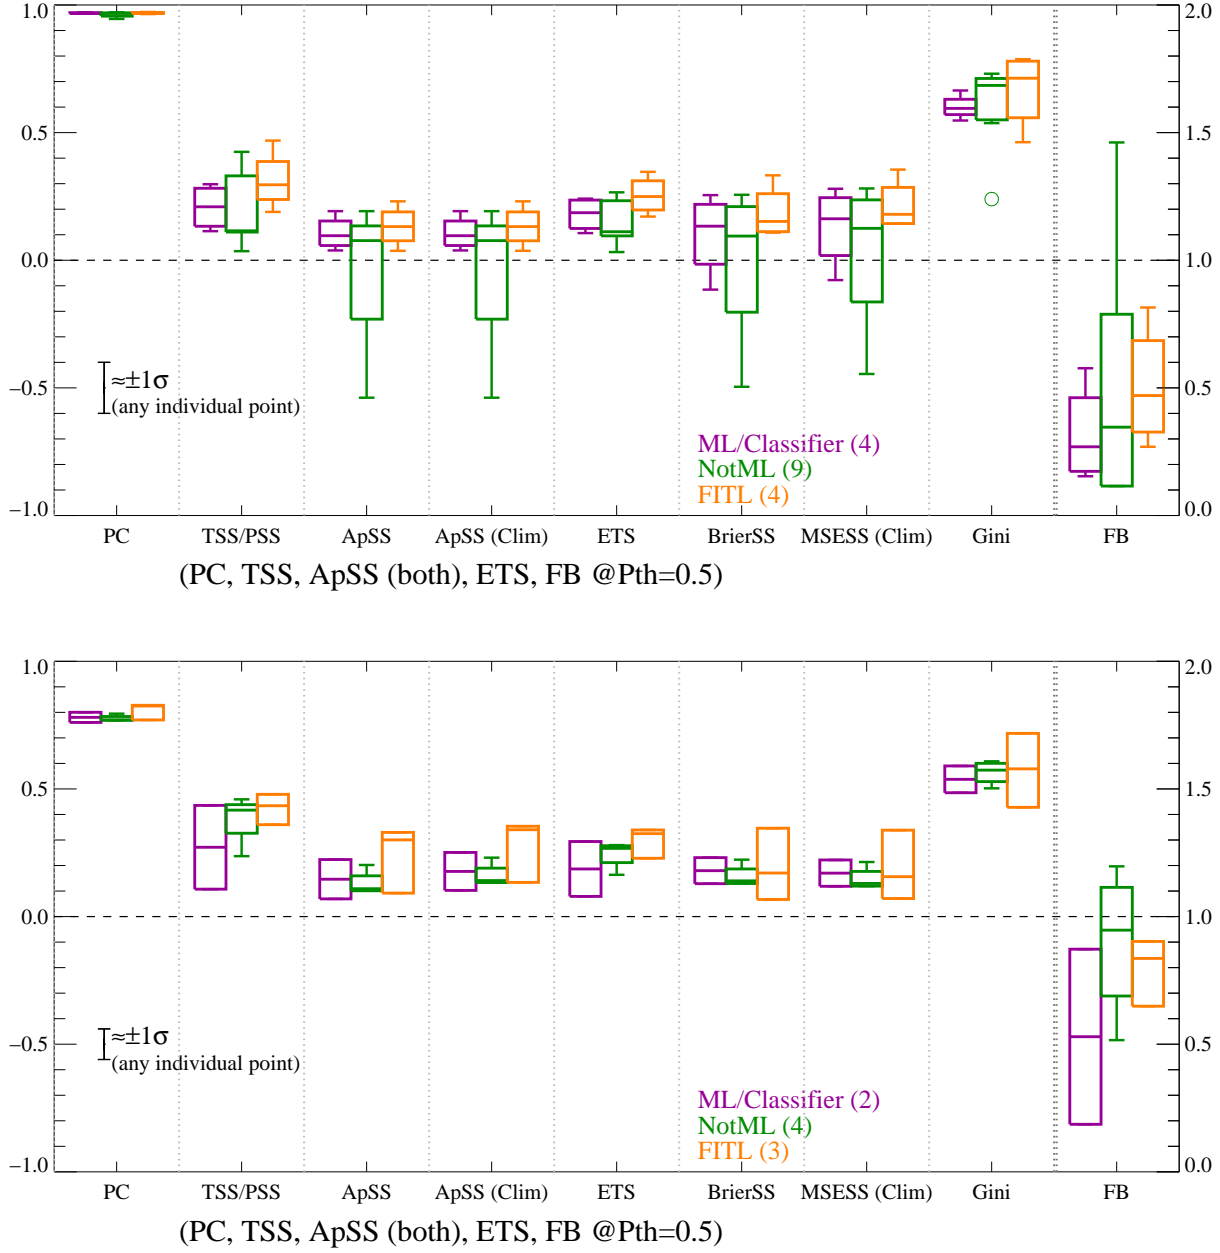 1.0
0.5
0.0
−0.5
−1.0
2.0
1.5
1.0
0.5
0.0
≈±1σ
(any individual point)
ML/Classifier (4)
NotML (9)
FITL (4)
PC TSS/PSS ApSS ApSS (Clim) ETS BrierSS MSESS (Clim) Gini FB
(PC, TSS, ApSS (both), ETS, FB @Pth=0.5)
1.0
0.5
0.0
−0.5
−1.0
2.0
1.5
1.0
0.5
0.0
≈±1σ
(any individual point)
ML/Classifier (2)
NotML (4)
FITL (3)
PC TSS/PSS ApSS ApSS (Clim) ETS BrierSS MSESS (Clim) Gini FB
(PC, TSS, ApSS (both), ETS, FB @Pth=0.5)